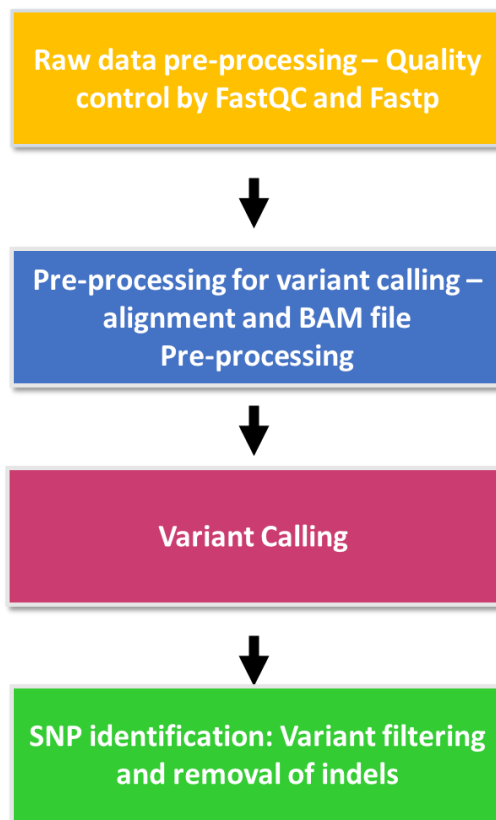 Raw data pre-processing – Quality
control by FastQC and Fastp
Pre-processing for variant calling –
alignment and BAM file
Pre-processing
Variant Calling
SNP identification: Variant filtering
and removal of indels